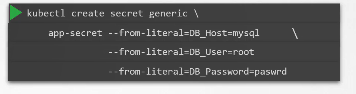 kubectl create secret generic \
app-secret --from-literal=DB_Host=mysql \
--from-literal=DB_User=root
--from-literal=DB_Password=paswrd